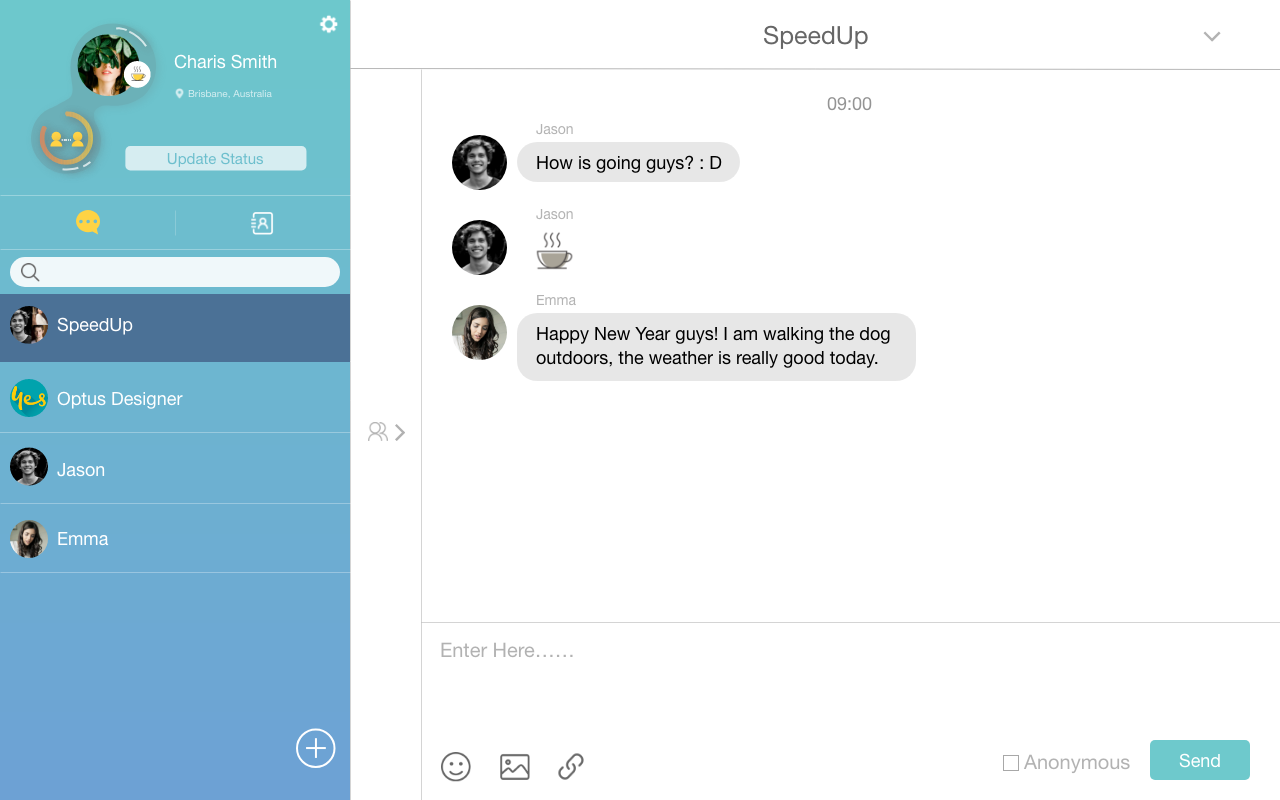 Charis Smith
Brisbane, Australia
Update Status
SpeedUp
yes
Optus Designer
Jason
Emma
SpeedUp
09:00
Jason
How is going guys? : D
Jason
Emma
Happy New Year guys! I am walking the dog
outdoors, the weather is really good today.
Enter Here......
Anonymous
Send